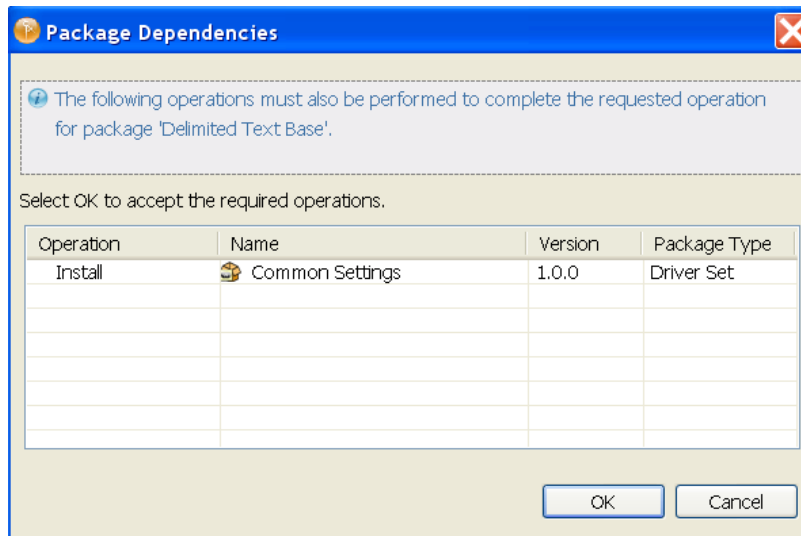 Package Dependencies
The following operations must also be performed to complete the requested operation
for package 'Delimited Text Base'.
Select OK to accept the required operations.
Operation Name Version Package Type
Install Common Settings 1.0.0 Driver Set
OK Cancel